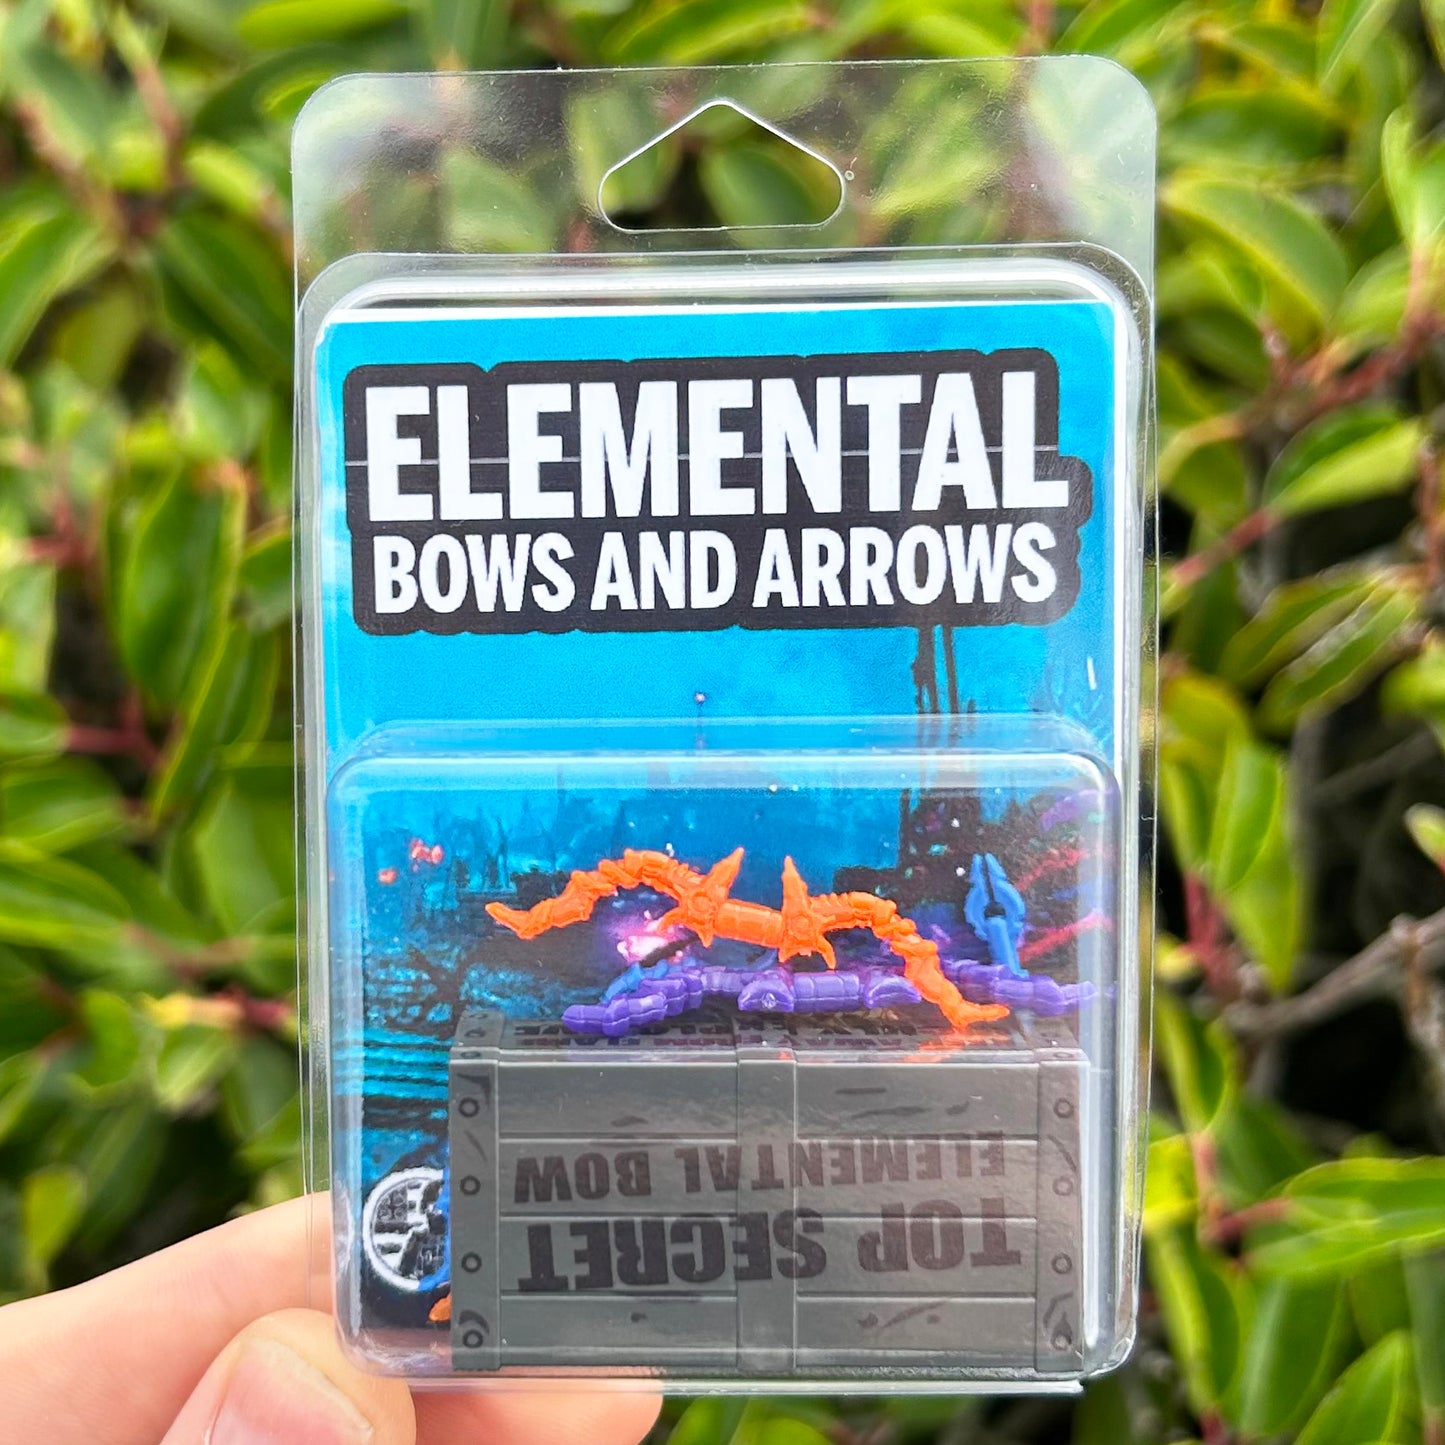 ELEMENTAL
BOWS AND ARROWS
TOP SECRET
ELEMENTAL BOW